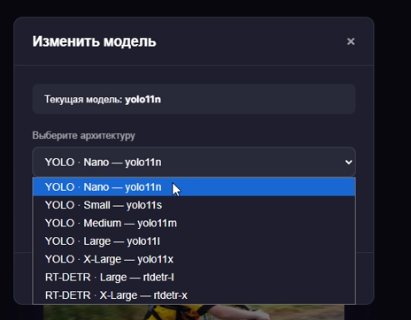 Изменить модель ×
Текущая модель: yolo11n
Выберите архитектуру
YOLO · Nano — yolo11n
YOLO · Nano — yolo11n
YOLO · Small — yolo11s
YOLO · Medium — yolo11m
YOLO · Large — yolo11l
YOLO · X-Large — yolo11x
RT-DETR · Large — rtdetr-l
RT-DETR · X-Large — rtdetr-x